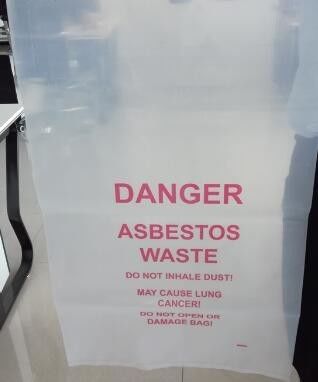 DANGER
ASBESTOS
WASTE
DO NOT INHALE DUST!
MAY CAUSE LUNG
CANCER!
DO NOT OPEN OR
DAMAGE BAG!